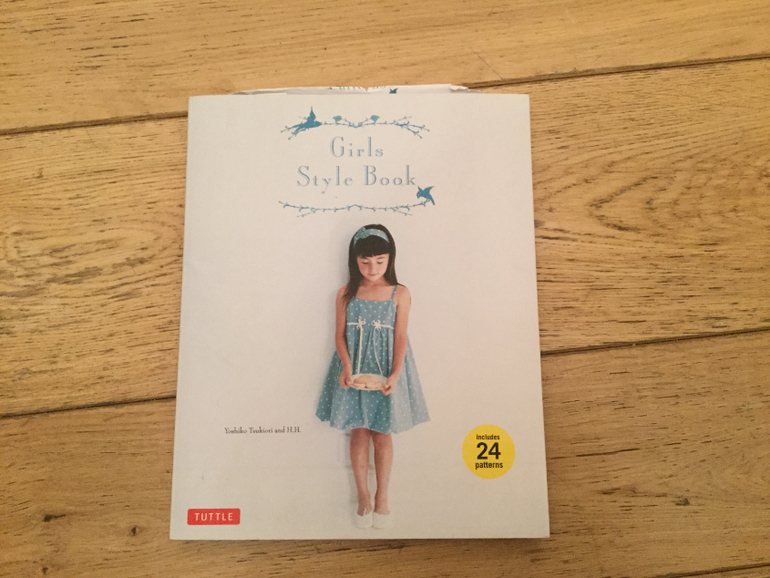 Girls
Style Book
Yoshiko Tsukiori and H.H.
Includes
24
patterns
TUTTLE